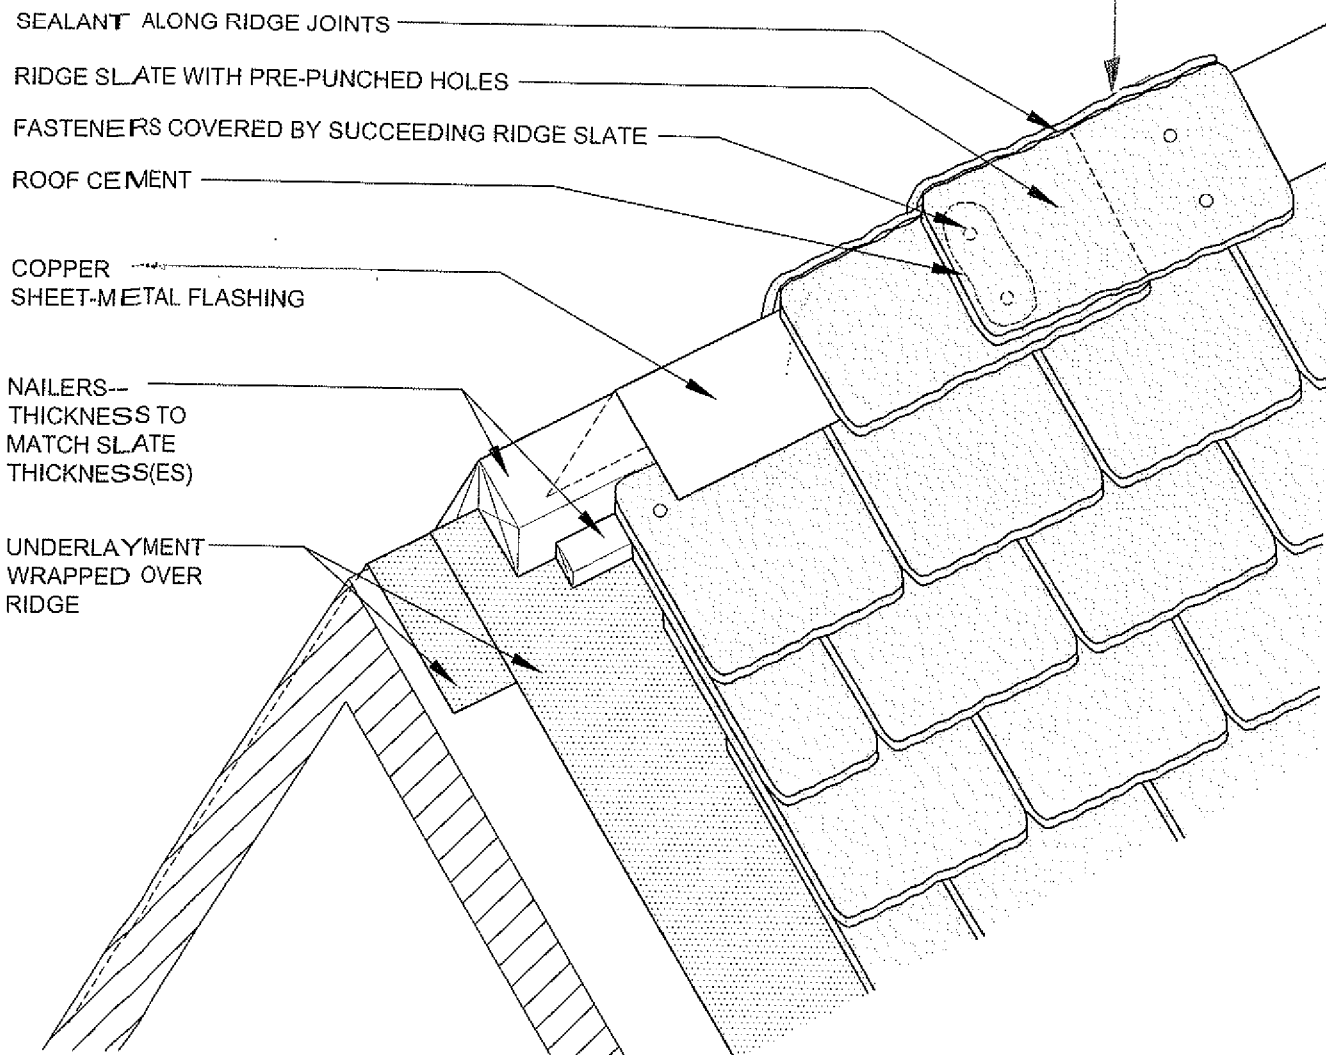 SEALANT ALONG RIDGE JOINTS
RIDGE SLATE WITH PRE-PUNCHED HOLES
FASTENERS COVERED BY SUCCEEDING RIDGE SLATE
ROOF CEMENT
COPPER
SHEET-METAL FLASHING
NAILERS--
THICKNESS TO
MATCH SLATE
THICKNESS(ES)
UNDERLAYMENT
WRAPPED OVER
RIDGE